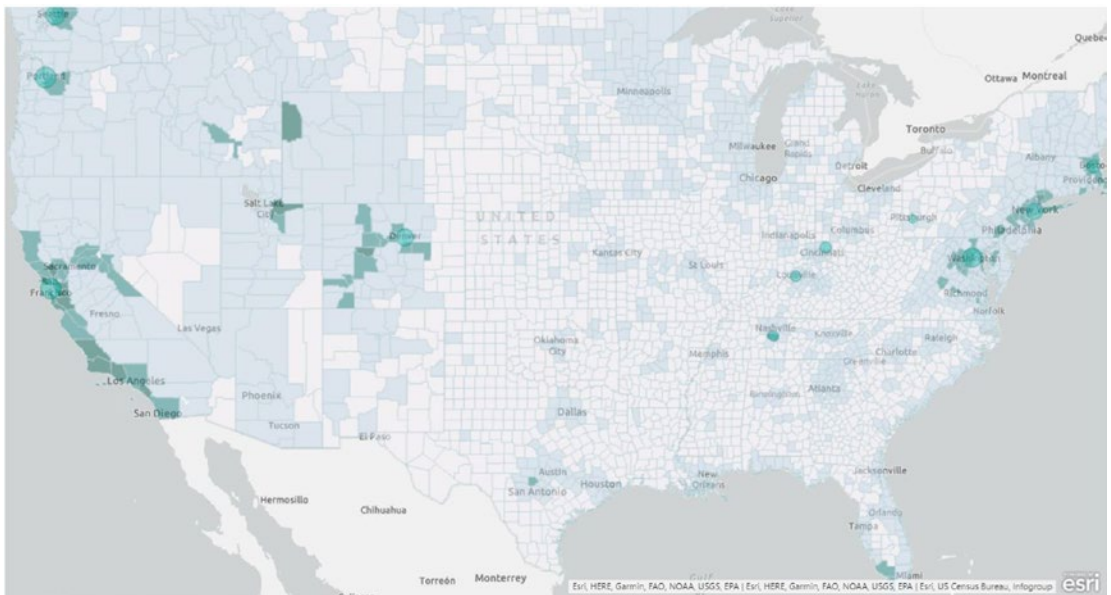 Seattle
Lake
Superior
Quebec
Portland
Ottawa
Montreal
Minneapolis
Lake
Huron
Toronto
Milwaukee
Grand
Rapids
Buffalo
Albany
Boston
Detroit
Providence
Chicago
Cleveland
Salt Lake
City
New York
UNITED
STATES
Pittsburgh
Denver
Indianapolis
Columbus
Philadelphia
Sacramento
Kansas City
Cincinnati
Washington
St Louis
San
Francisco
Louisville
Richmond
Fresno
Norfolk
Las Vegas
Nashville
Knoxville
Oklahoma
City
Raleigh
Memphis
Charlotte
Greenville
Los Angeles
Phoenix
Birmingham
Atlanta
San Diego
Dallas
Tucson
El Paso
Austin
Jacksonville
New
Orleans
Houston
San Antonio
Hermosillo
Chihuahua
Orlando
Tampa
Torreón
Monterrey
Gulf
Miami
Esri, HERE, Garmin, FAO, NOAA, USGS, EPA | Esri, HERE, Garmin, FAO, NOAA, USGS, EPA | Esri, US Census Bureau, Infogroup
esri